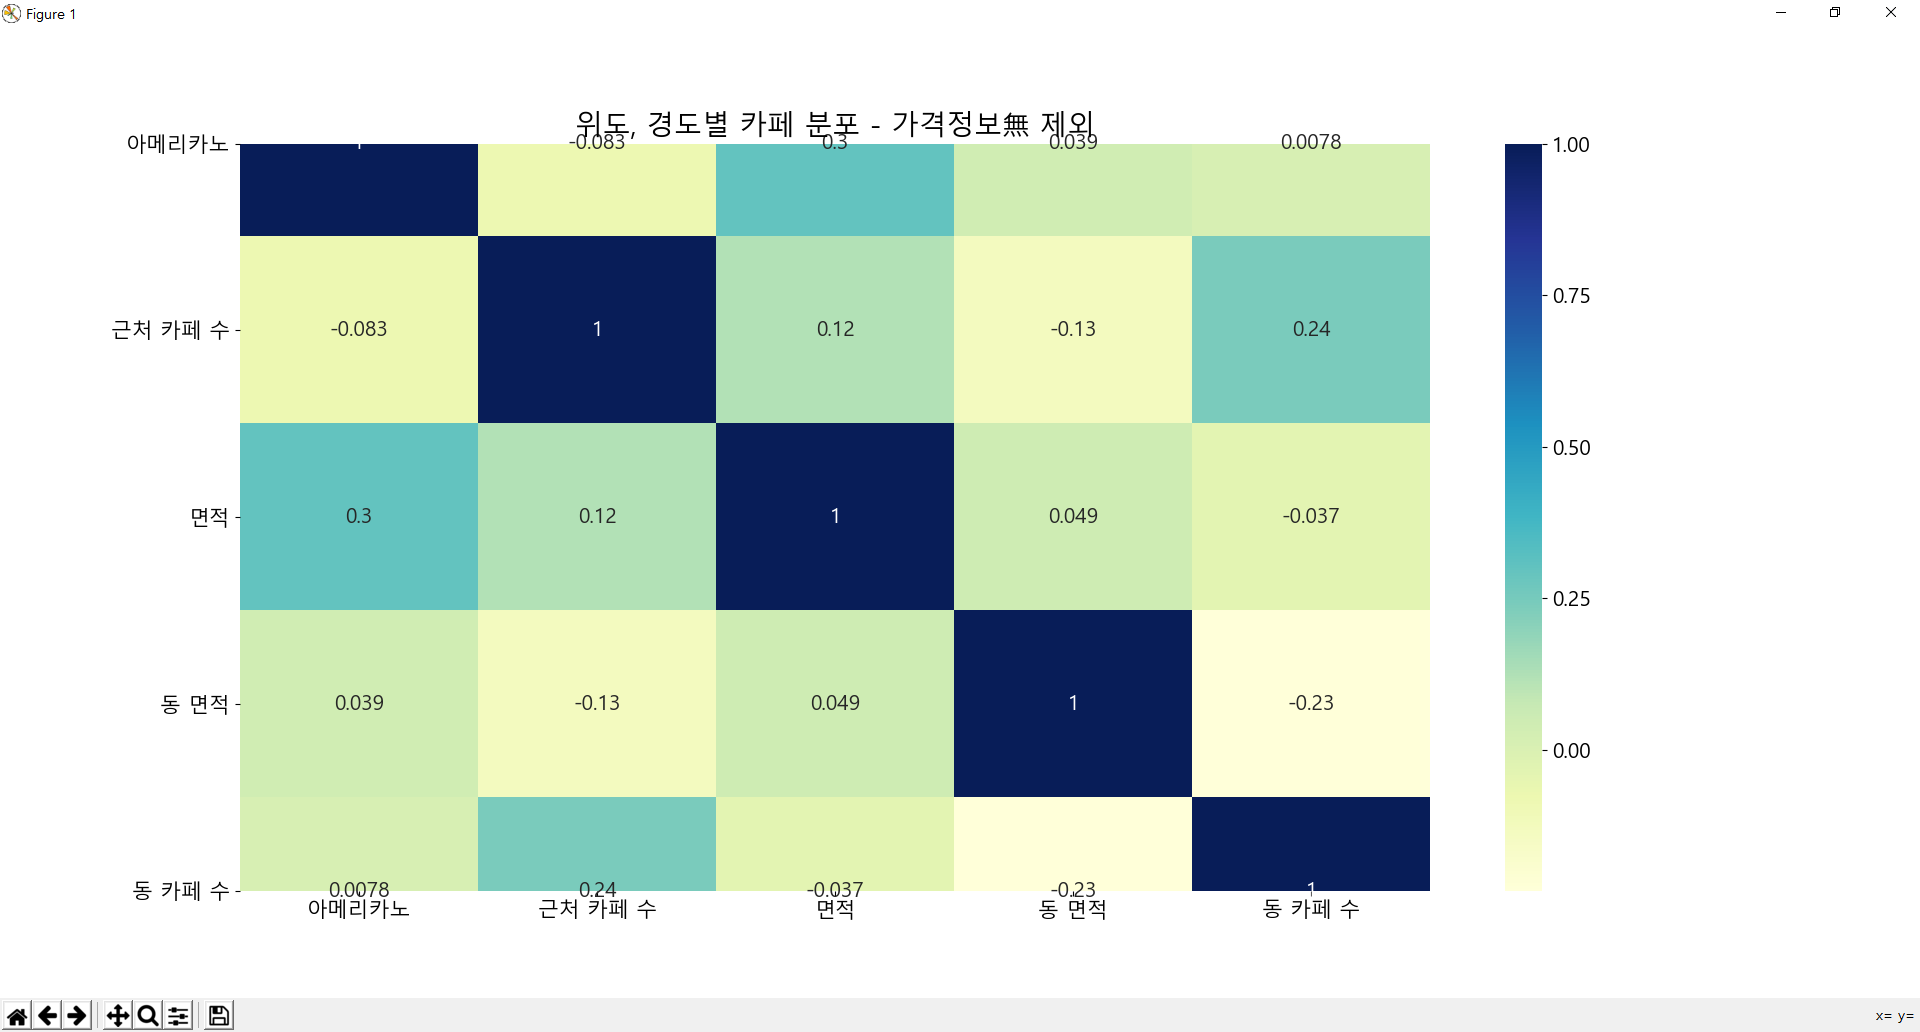 Figure 1
위도, 경도별 카페 분포 - 가격정보無 제외
아메리카노 1 -0.083 0.3 0.039 0.0078 1.00
0.75
근처 카페 수 -0.083 1 0.12 -0.13 0.24
0.50
면적 0.3 0.12 1 0.049 -0.037
0.25
동 면적 0.039 -0.13 0.049 1 -0.23
0.00
동 카페 수 0.0078 0.24 -0.037 -0.23 1
아메리카노 근처 카페 수 면적 동 면적 동 카페 수
x= y=